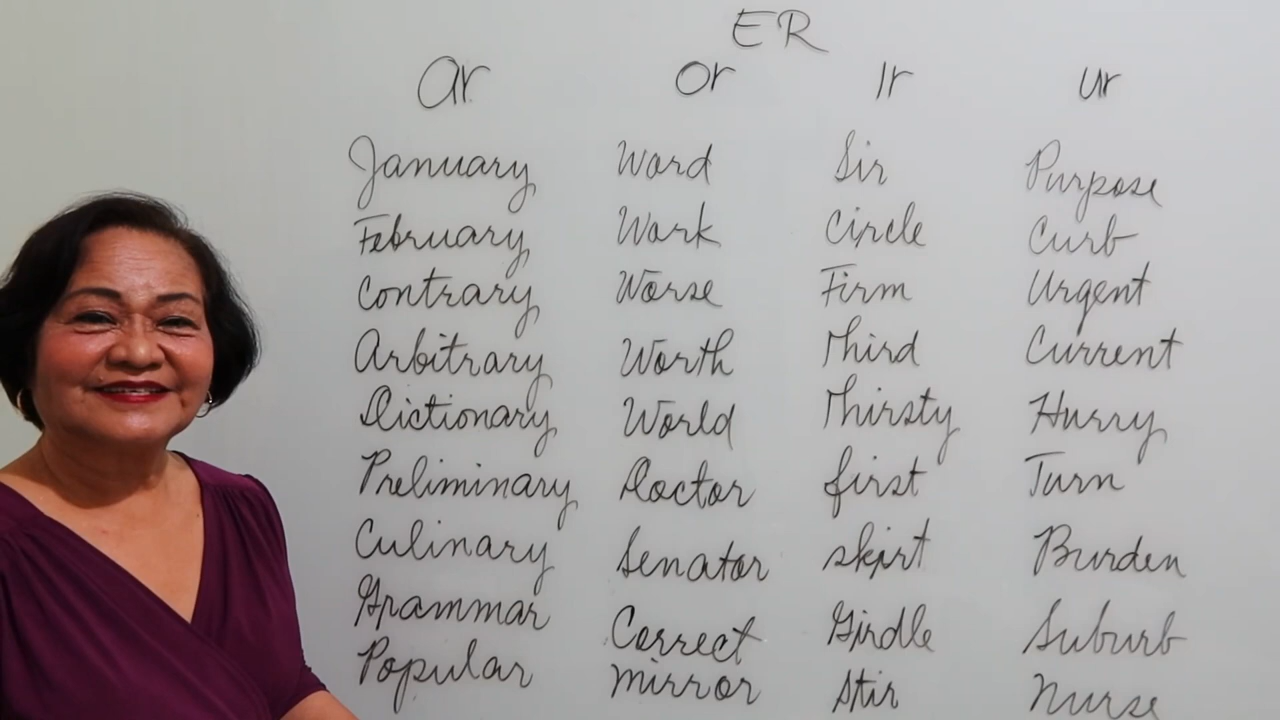 ER
Ar Or Ir Ur
January Word Sir Purpose
February Work Circle Curb
Contrary Worse Firm Urgent
Arbitrary Worth Third Current
Dictionary World Thirsty Hurry
Preliminary Doctor first Turn
Culinary Senator skirt Burden
Grammar Correct Girdle Suburb
Popular Mirror Stir Nurse